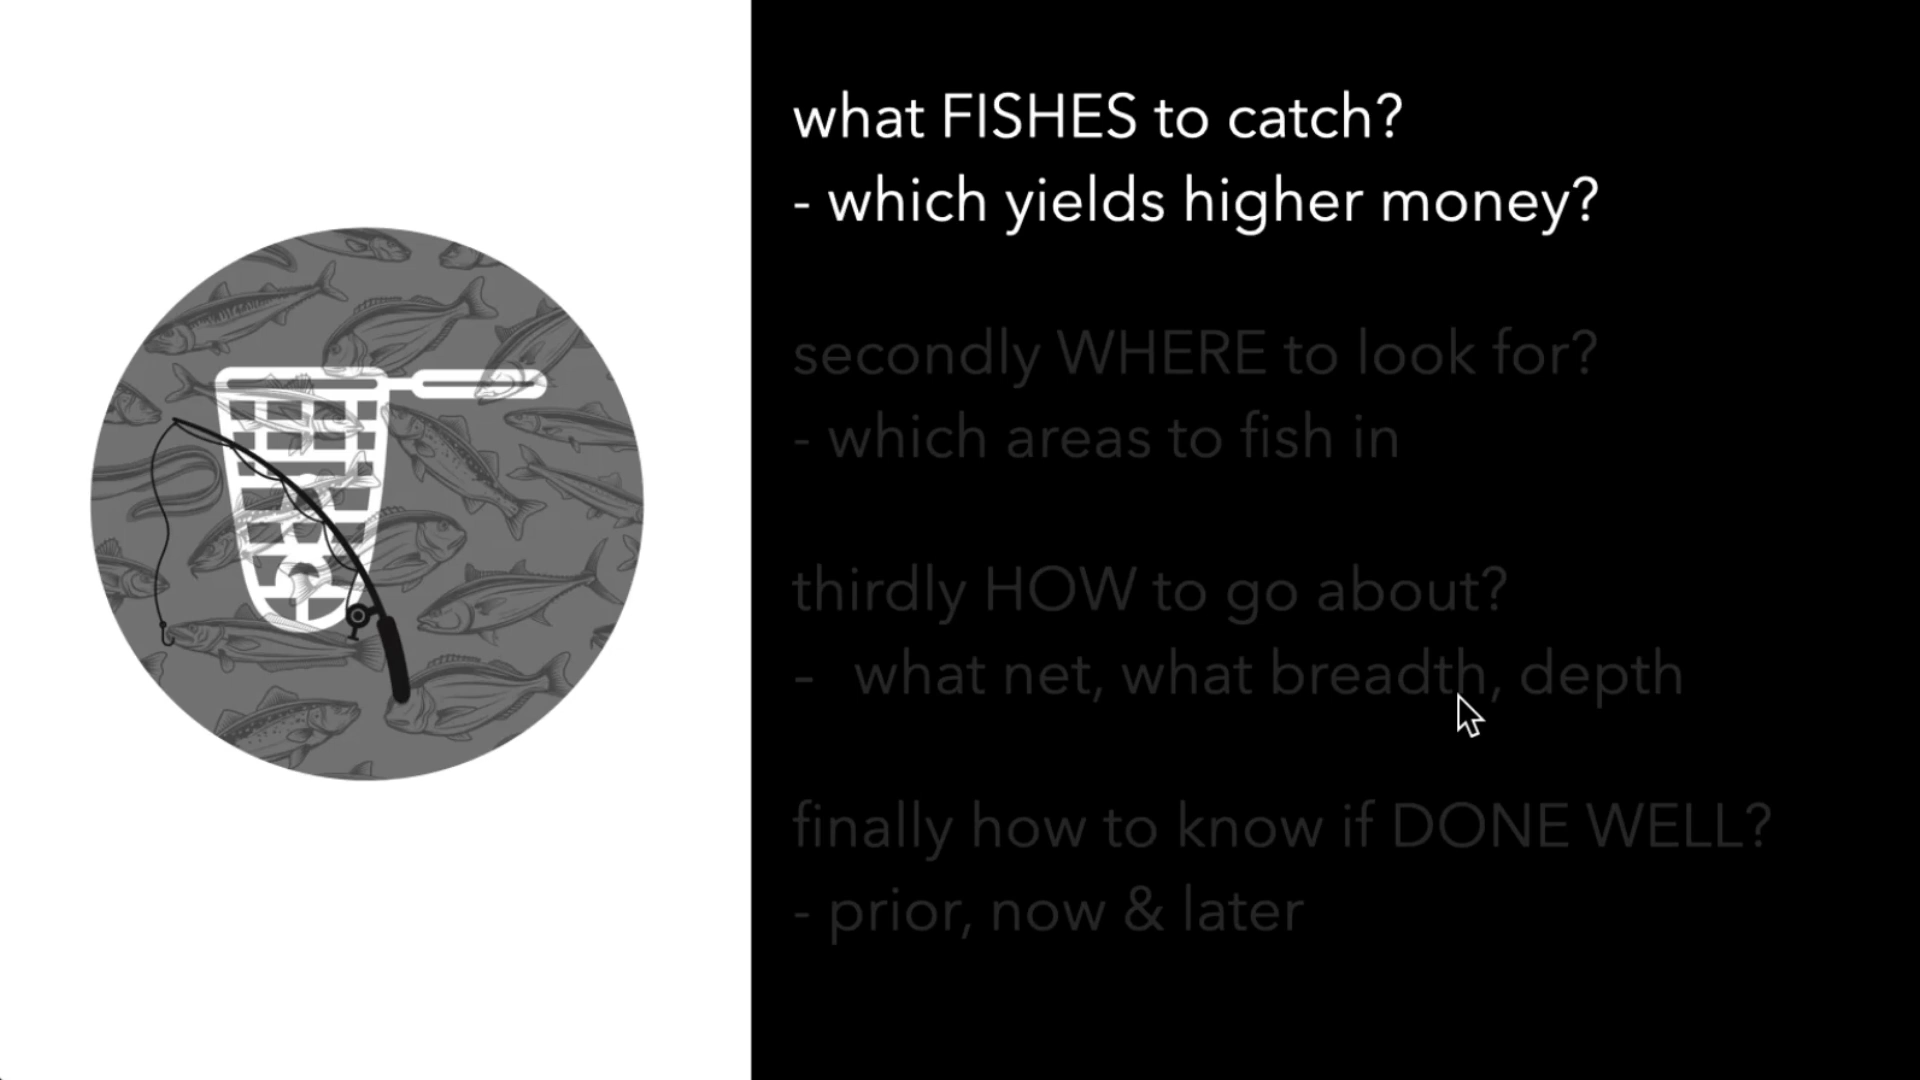 what FISHES to catch?
- which yields higher money?
secondly WHERE to look for?
- which areas to fish in
thirdly HOW to go about?
- what net, what breadth, depth
finally how to know if DONE WELL?
- prior, now & later